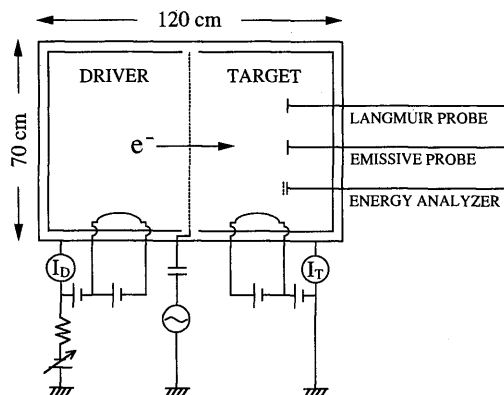 120 cm
70 cm
DRIVER
TARGET
LANGMUIR PROBE
e⁻
EMISSIVE PROBE
ENERGY ANALYZER
I_D
I_T